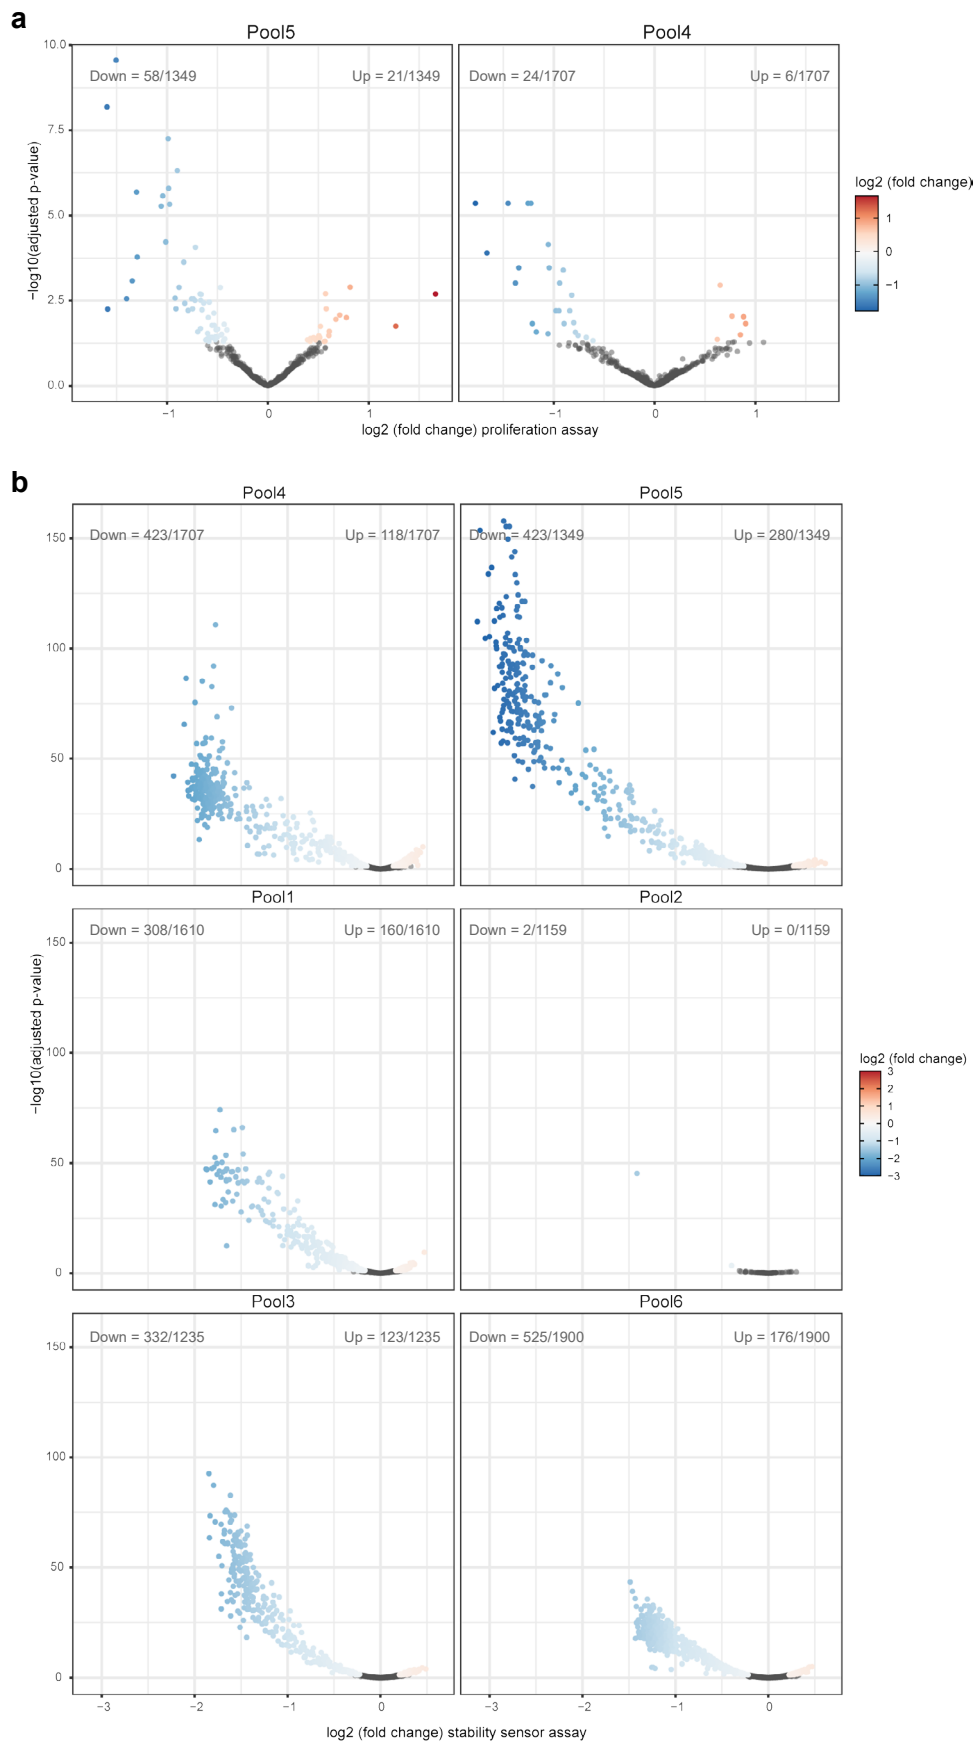 a
Pool5
Pool4
10.0
7.5
5.0
2.5
0.0
−log10(adjusted p-value)
Down = 58/1349
Up = 21/1349
Down = 24/1707
Up = 6/1707
−1
0
1
−1
0
1
log2 (fold change) proliferation assay
log2 (fold change)
1
0
−1
b
Pool4
Pool5
150
100
50
0
Down = 423/1707
Up = 118/1707
Down = 423/1349
Up = 280/1349
Pool1
Pool2
150
100
50
0
−log10(adjusted p-value)
Down = 308/1610
Up = 160/1610
Down = 2/1159
Up = 0/1159
log2 (fold change)
3
2
1
0
−1
−2
−3
Pool3
Pool6
150
100
50
0
Down = 332/1235
Up = 123/1235
Down = 525/1900
Up = 176/1900
−3
−2
−1
0
−3
−2
−1
0
log2 (fold change) stability sensor assay